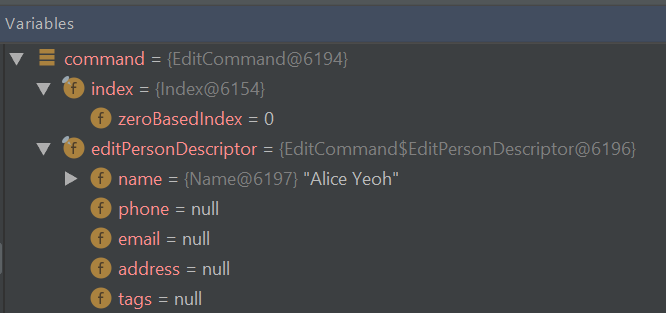 Variables
command = {EditCommand@6194}
f index = {Index@6154}
f zeroBasedIndex = 0
f editPersonDescriptor = {EditCommand$EditPersonDescriptor@6196}
f name = {Name@6197} "Alice Yeoh"
f phone = null
f email = null
f address = null
f tags = null